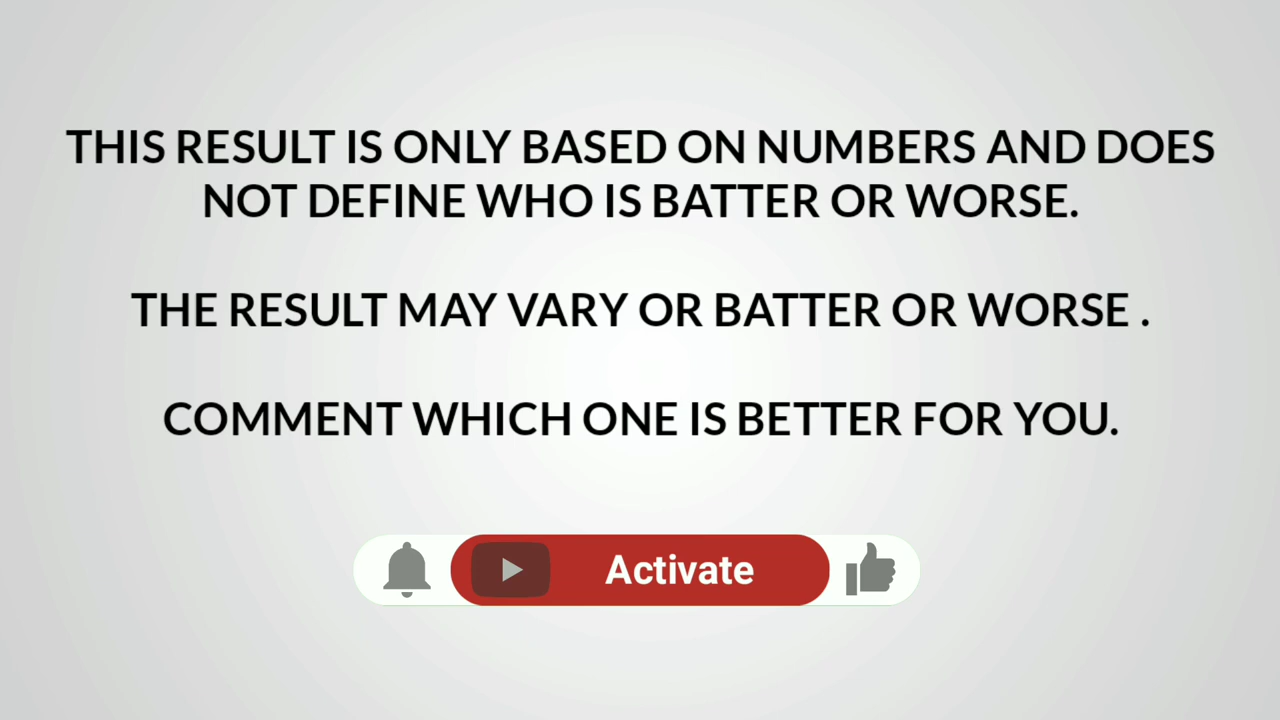 THIS RESULT IS ONLY BASED ON NUMBERS AND DOES
NOT DEFINE WHO IS BATTER OR WORSE.
THE RESULT MAY VARY OR BATTER OR WORSE .
COMMENT WHICH ONE IS BETTER FOR YOU.
Activate